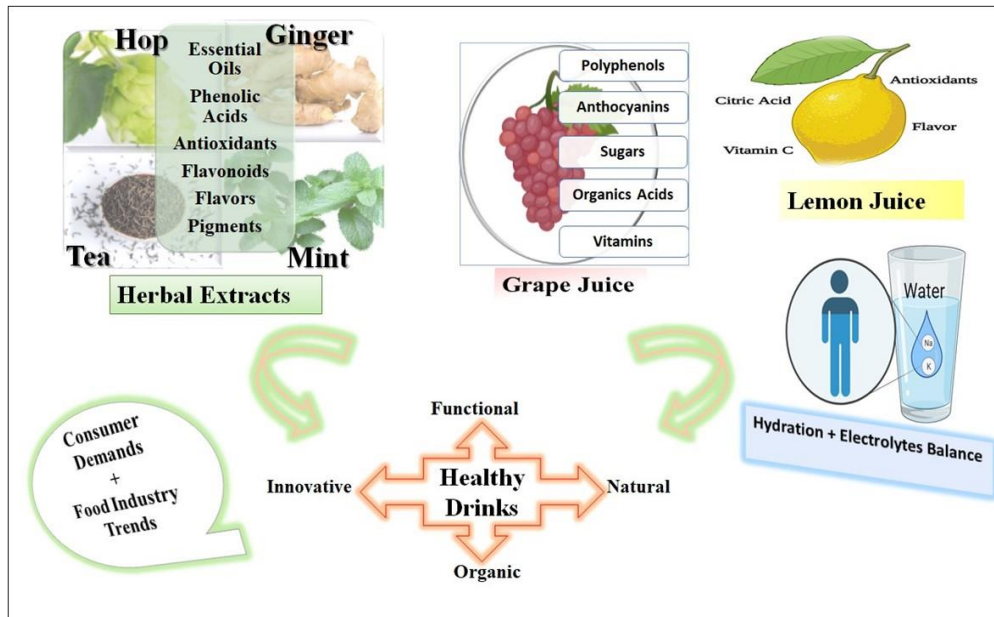 Hop
Ginger
Essential
Oils
Phenolic
Acids
Antioxidants
Flavonoids
Flavors
Pigments
Tea
Mint
Herbal Extracts
Polyphenols
Anthocyanins
Sugars
Organics Acids
Vitamins
Grape Juice
Antioxidants
Citric Acid
Flavor
Vitamin C
Lemon Juice
Water
Na
K
Hydration + Electrolytes Balance
Consumer
Demands
+
Food Industry
Trends
Functional
Innovative
Healthy
Drinks
Natural
Organic